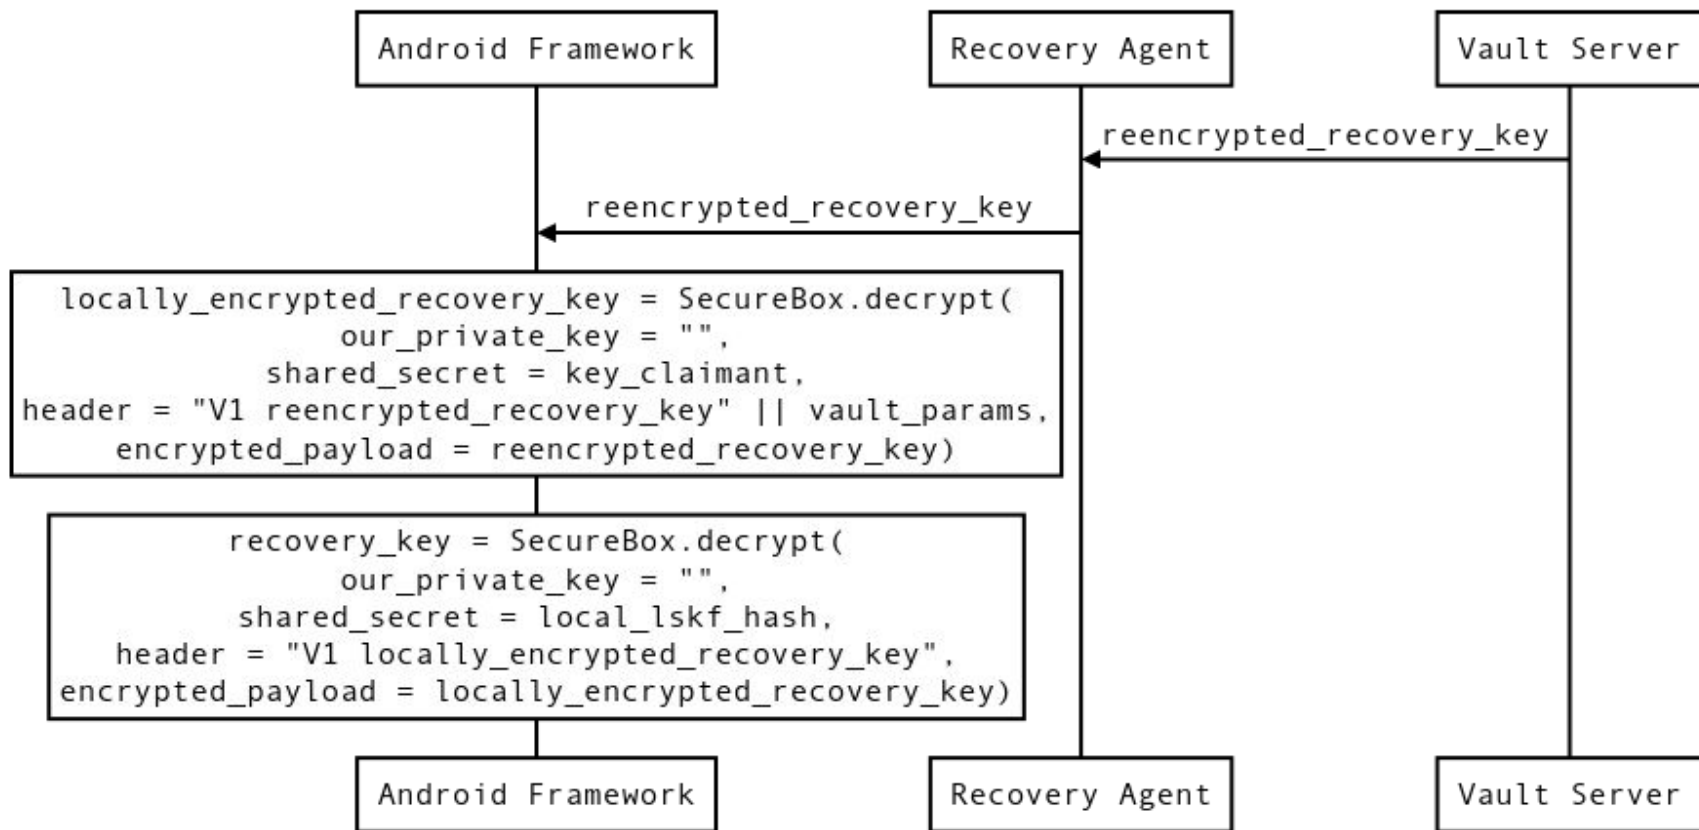 Android Framework
Recovery Agent
Vault Server
reencrypted_recovery_key
reencrypted_recovery_key
locally_encrypted_recovery_key = SecureBox.decrypt(
our_private_key = "",
shared_secret = key_claimant,
header = "V1 reencrypted_recovery_key" || vault_params,
encrypted_payload = reencrypted_recovery_key)
recovery_key = SecureBox.decrypt(
our_private_key = "",
shared_secret = local_lskf_hash,
header = "V1 locally_encrypted_recovery_key",
encrypted_payload = locally_encrypted_recovery_key)
Android Framework
Recovery Agent
Vault Server